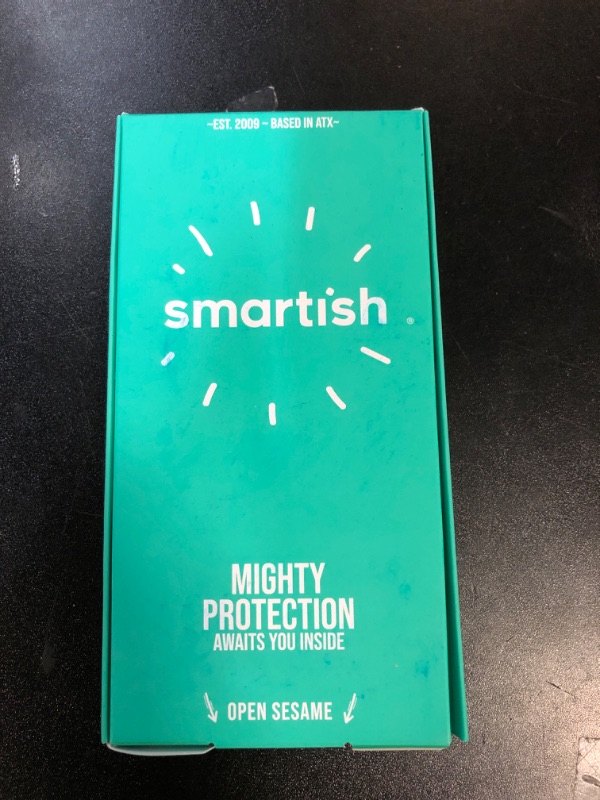 ~EST. 2009 ~ BASED IN ATX~
smartish ®
MIGHTY
PROTECTION
AWAITS YOU INSIDE
OPEN SESAME